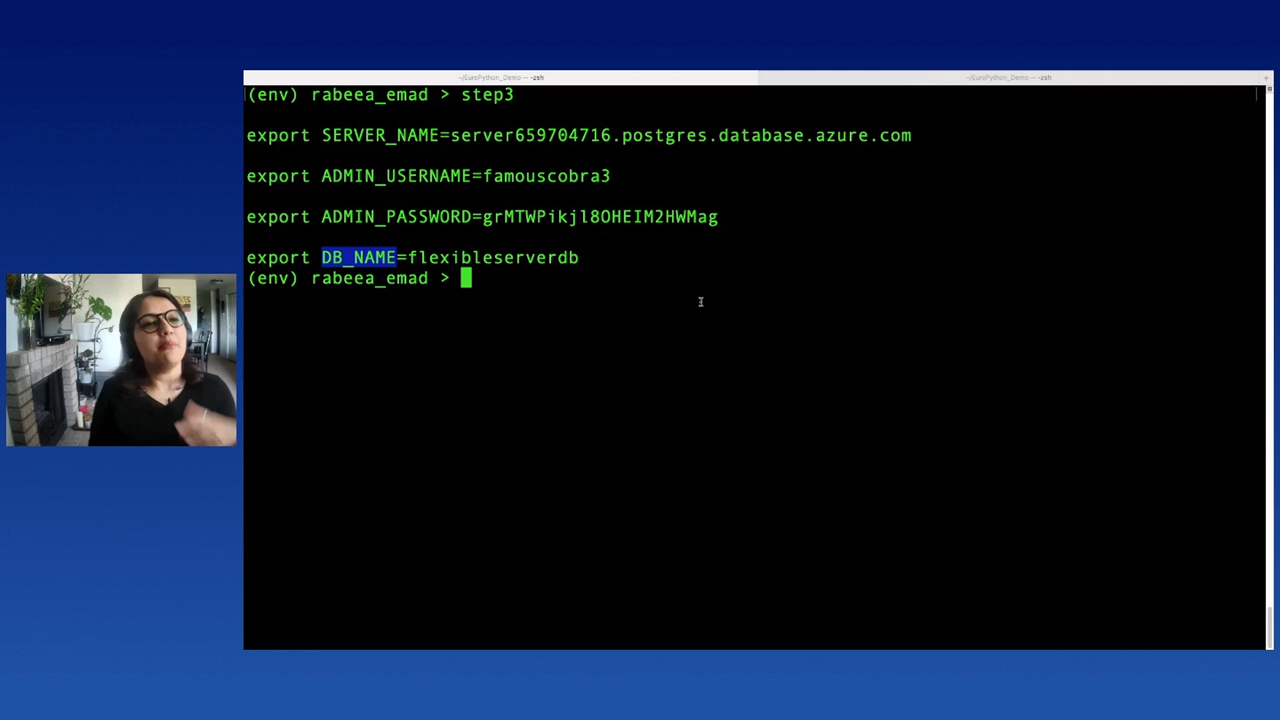 ~/EuroPython_Demo — -zsh
~/EuroPython_Demo — -zsh
+
(env) rabeea_emad > step3
export SERVER_NAME=server659704716.postgres.database.azure.com
export ADMIN_USERNAME=famouscobra3
export ADMIN_PASSWORD=grMTWPikjl8OHEIM2HWMag
export DB_NAME=flexibleserverdb
(env) rabeea_emad >